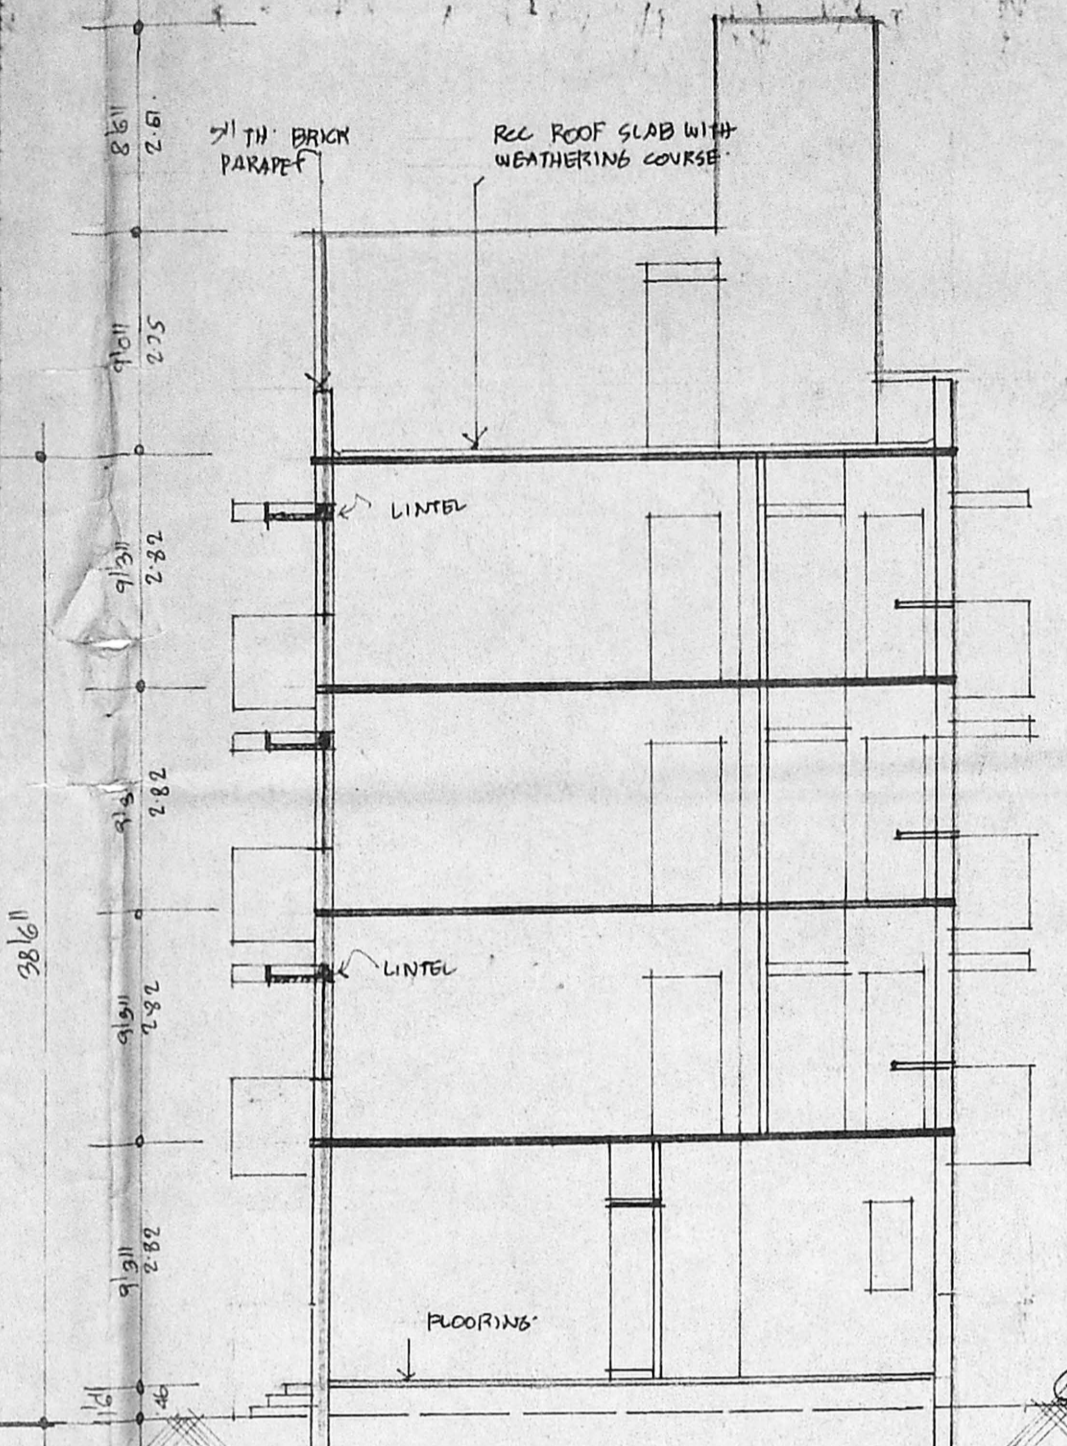 8'6"
2.61.
5" TH. BRICK
PARAPET
RCC ROOF SLAB WITH
WEATHERING COURSE.
9'0"
2.75
LINTEL
9'3"
2.82
9'3"
2.82
38'6"
LINTEL
9'3"
2.82
9'3"
2.82
FLOORING.
1'6"
46